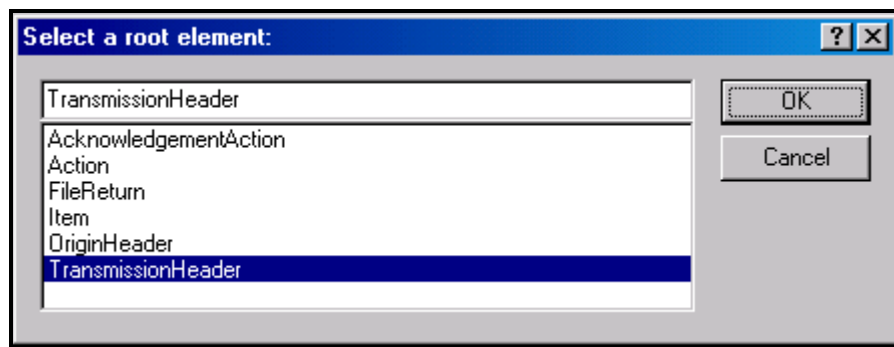 Select a root element:
TransmissionHeader
OK
AcknowledgementAction
Action
Cancel
FileReturn
Item
OriginHeader
TransmissionHeader